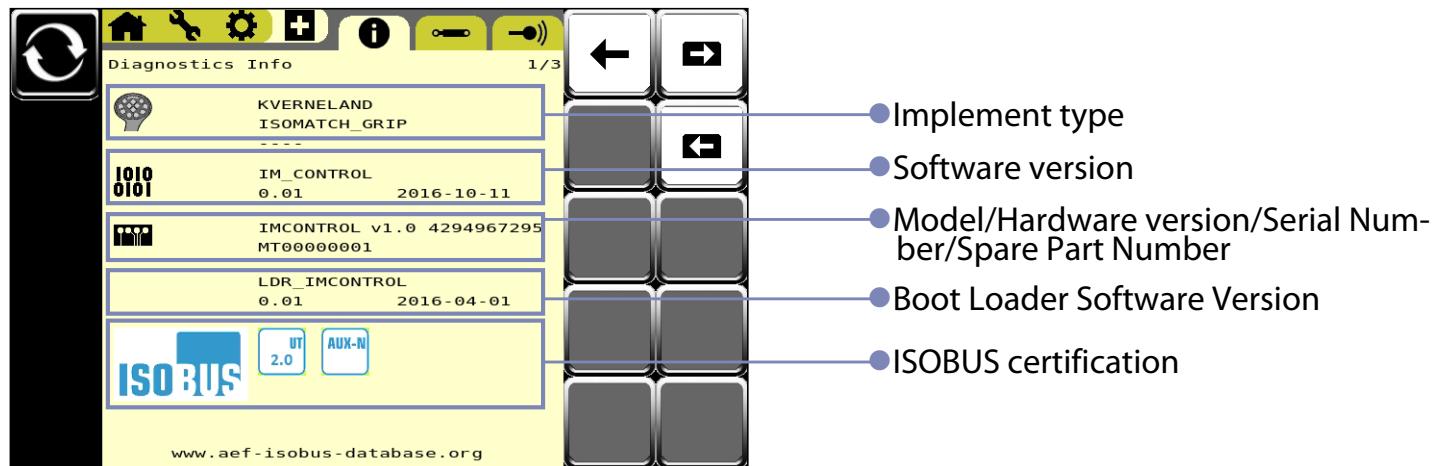 Diagnostics Info 1/3
KVERNELAND
ISOMATCH_GRIP
----
1010
0101
IM_CONTROL
0.01 2016-10-11
IMCONTROL v1.0 4294967295
MT00000001
LDR_IMCONTROL
0.01 2016-04-01
ISOBUS
UT
2.0
AUX-N
www.aef-isobus-database.org
Implement type
Software version
Model/Hardware version/Serial Num-
ber/Spare Part Number
Boot Loader Software Version
ISOBUS certification